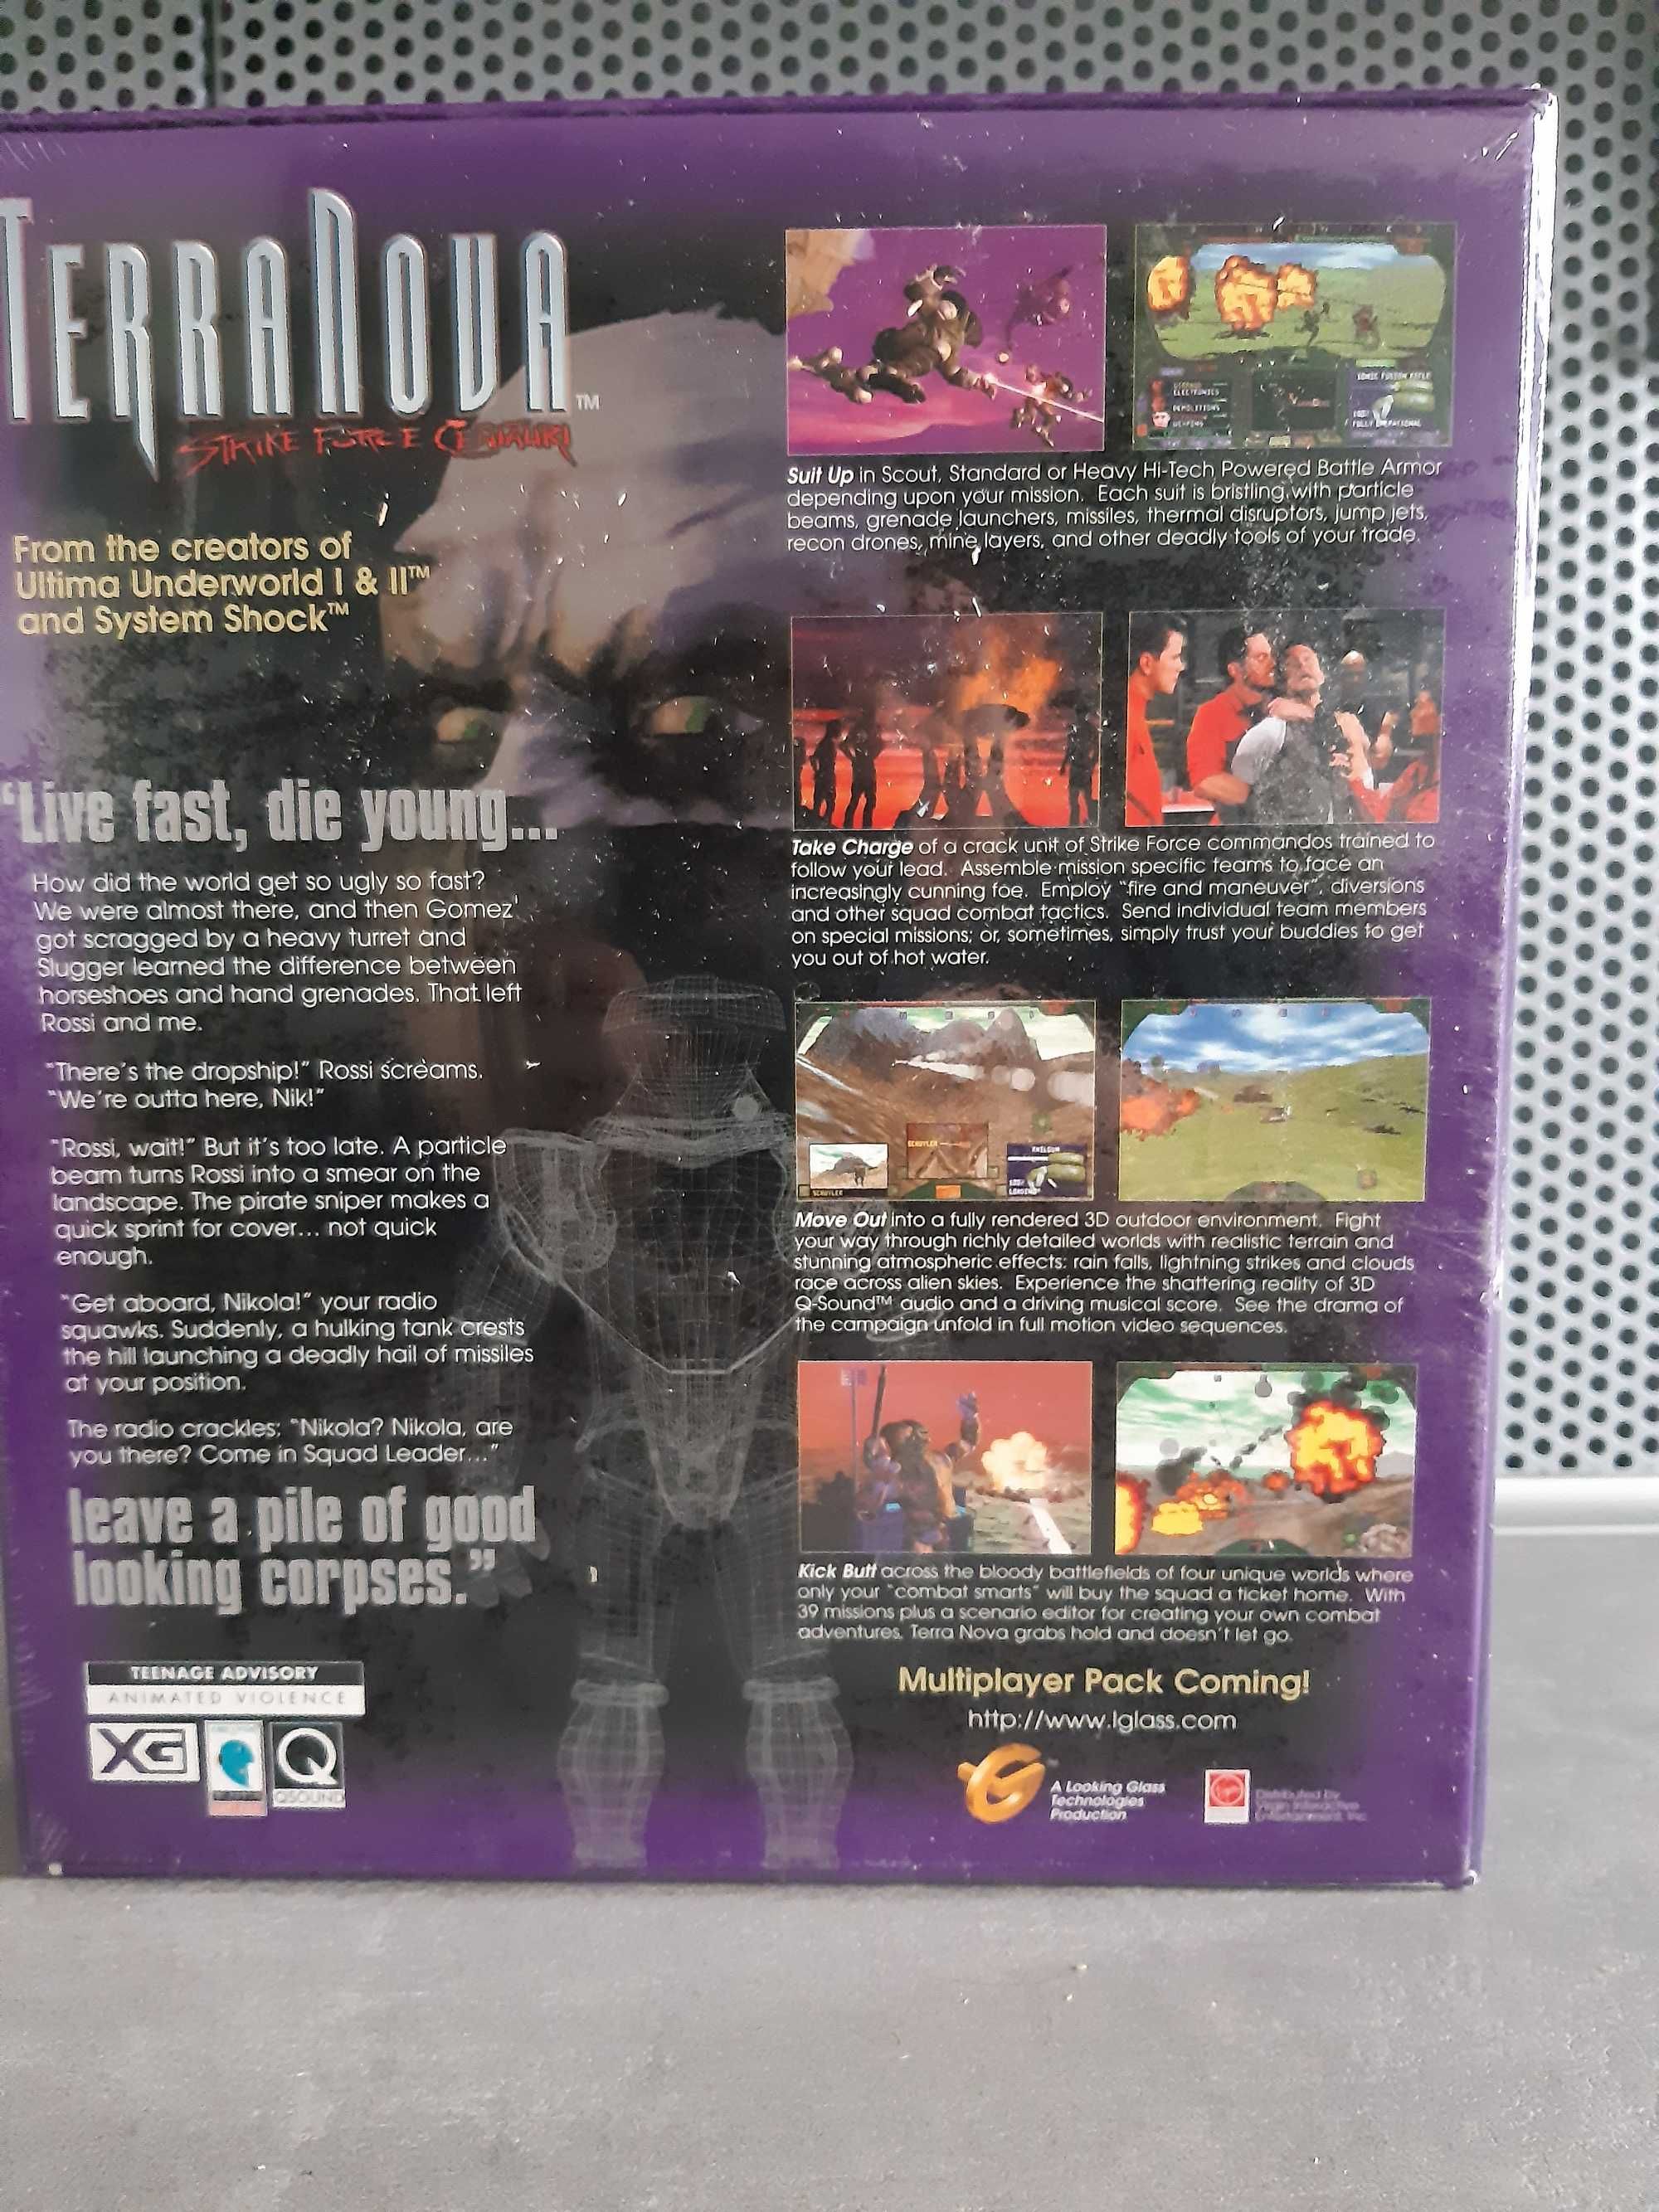 TERRANOVA™
STRIKE FORCE CENTAURI
From the creators of
Ultima Underworld I & II™
and System Shock™
"Live fast, die young...
How did the world get so ugly so fast?
We were almost there, and then Gomez
got scragged by a heavy turret and
Slugger learned the difference between
horseshoes and hand grenades. That left
Rossi and me.
"There's the dropship!" Rossi screams.
"We're outta here, Nik!"
"Rossi, wait!" But it's too late. A particle
beam turns Rossi into a smear on the
landscape. The pirate sniper makes a
quick sprint for cover... not quick
enough.
"Get aboard, Nikola!" your radio
squawks. Suddenly, a hulking tank crests
the hill launching a deadly hail of missiles
at your position.
The radio crackles: "Nikola? Nikola, are
you there? Come in Squad Leader..."
leave a pile of good
looking corpses."
TEENAGE ADVISORY
ANIMATED VIOLENCE
XG
Q
QSOUND
ELECTRONICS
DEMOLITIONS
WEAPONS
FULLY OPERATIONAL
Suit Up in Scout, Standard or Heavy Hi-Tech Powered Battle Armor
depending upon your mission. Each suit is bristling with particle
beams, grenade launchers, missiles, thermal disruptors, jump jets,
recon drones, mine layers, and other deadly tools of your trade.
Take Charge of a crack unit of Strike Force commandos trained to
follow your lead. Assemble mission specific teams to face an
increasingly cunning foe. Employ "fire and maneuver", diversions
and other squad combat tactics. Send individual team members
on special missions; or, sometimes, simply trust your buddies to get
you out of hot water.
SCHUYLER
RAILGUN
LOADING
SCHUYLER
Move Out into a fully rendered 3D outdoor environment. Fight
your way through richly detailed worlds with realistic terrain and
stunning atmospheric effects: rain falls, lightning strikes and clouds
race across alien skies. Experience the shattering reality of 3D
Q-Sound™ audio and a driving musical score. See the drama of
the campaign unfold in full motion video sequences.
Kick Butt across the bloody battlefields of four unique worlds where
only your "combat smarts" will buy the squad a ticket home. With
39 missions plus a scenario editor for creating your own combat
adventures, Terra Nova grabs hold and doesn't let go.
Multiplayer Pack Coming!
http://www.lglass.com
A Looking Glass
Technologies
Production
Distributed by
Virgin Interactive
Entertainment, Inc.